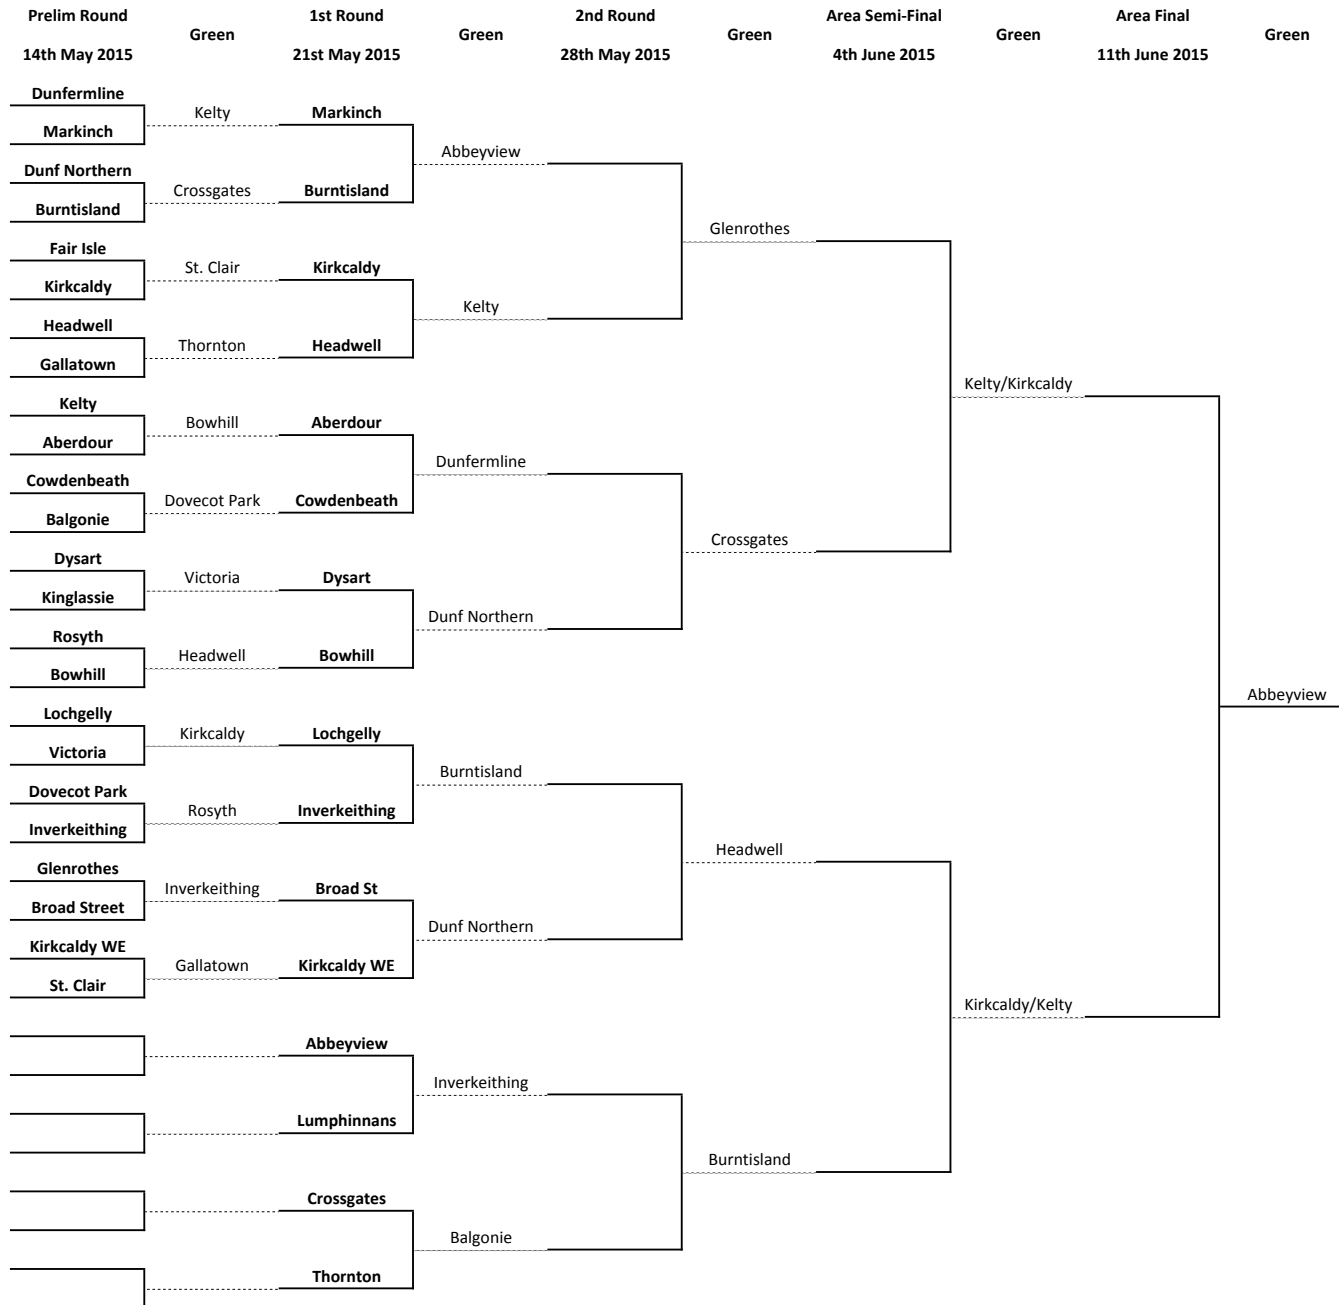 Prelim Round Green 1st Round Green 2nd Round Green Area Semi-Final Green Area Final Green
14th May 2015 21st May 2015 28th May 2015 4th June 2015 11th June 2015
Dunfermline
Kelty Markinch
Markinch
Abbeyview
Dunf Northern
Crossgates Burntisland
Burntisland
Glenrothes
Fair Isle
St. Clair Kirkcaldy
Kirkcaldy
Kelty
Headwell
Thornton Headwell
Gallatown
Kelty/Kirkcaldy
Kelty
Bowhill Aberdour
Aberdour
Dunfermline
Cowdenbeath
Dovecot Park Cowdenbeath
Balgonie
Crossgates
Dysart
Victoria Dysart
Kinglassie
Dunf Northern
Rosyth
Headwell Bowhill
Bowhill
Abbeyview
Lochgelly
Kirkcaldy Lochgelly
Victoria
Burntisland
Dovecot Park
Rosyth Inverkeithing
Inverkeithing
Headwell
Glenrothes
Inverkeithing Broad St
Broad Street
Dunf Northern
Kirkcaldy WE
Gallatown Kirkcaldy WE
St. Clair
Kirkcaldy/Kelty
Abbeyview
Inverkeithing
Lumphinnans
Burntisland
Crossgates
Balgonie
Thornton